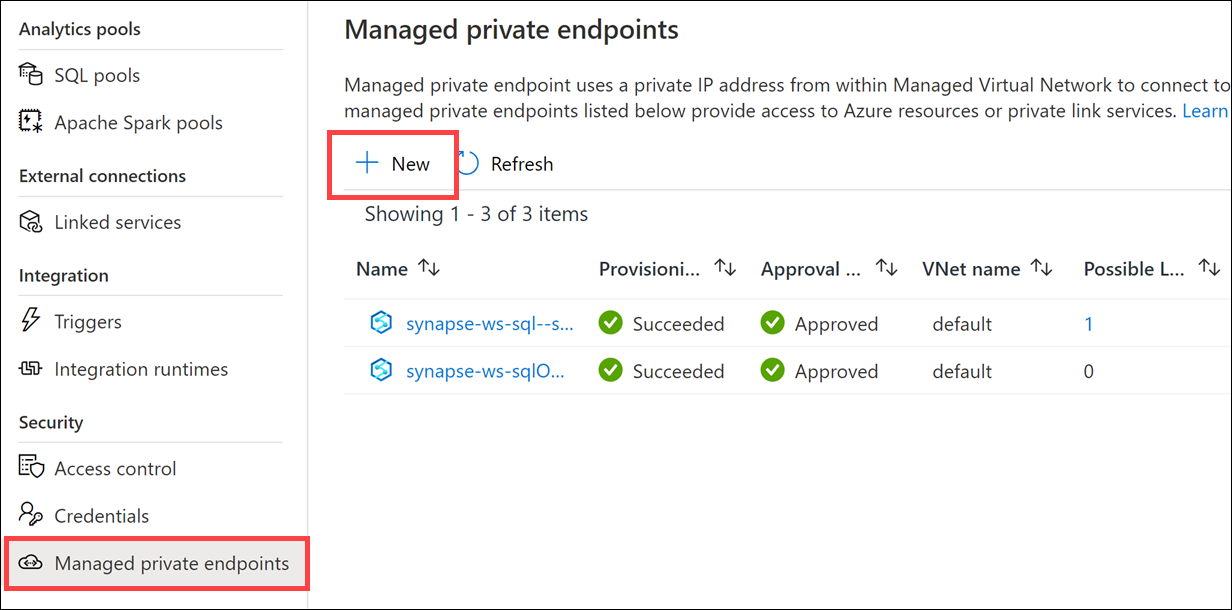 Analytics pools
SQL pools
Apache Spark pools
External connections
Linked services
Integration
Triggers
Integration runtimes
Security
Access control
Credentials
Managed private endpoints
Managed private endpoints
Managed private endpoint uses a private IP address from within Managed Virtual Network to connect to
managed private endpoints listed below provide access to Azure resources or private link services. Learn
New Refresh
Showing 1 - 3 of 3 items
Name Provisioni... Approval ... VNet name Possible L...
synapse-ws-sql--s... Succeeded Approved default 1
synapse-ws-sqlO... Succeeded Approved default 0